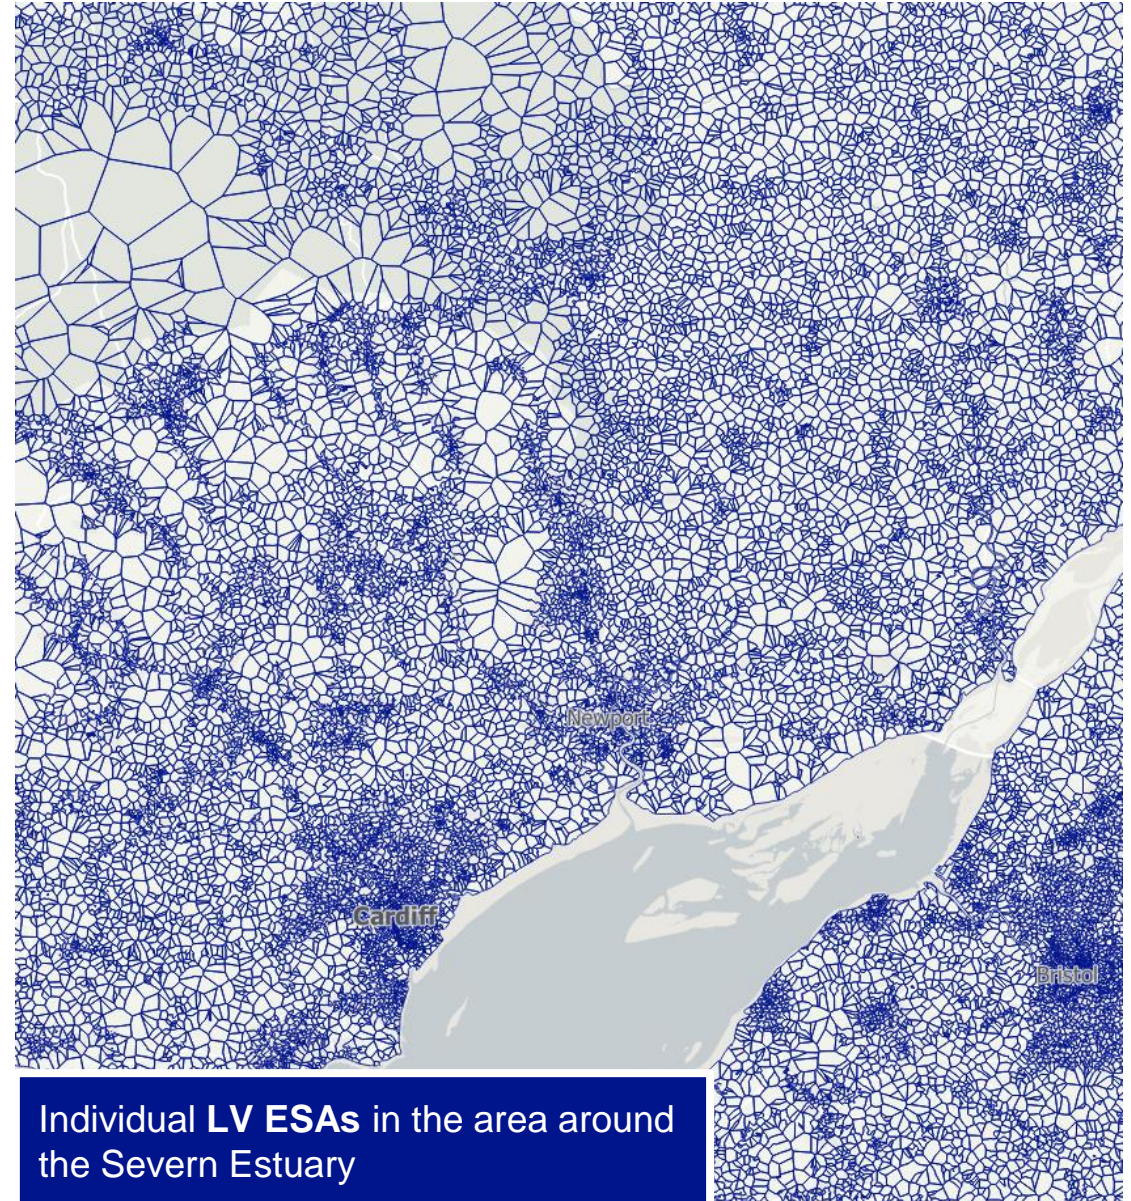 Newport
Cardiff
Bristol
Individual LV ESAs in the area around
the Severn Estuary